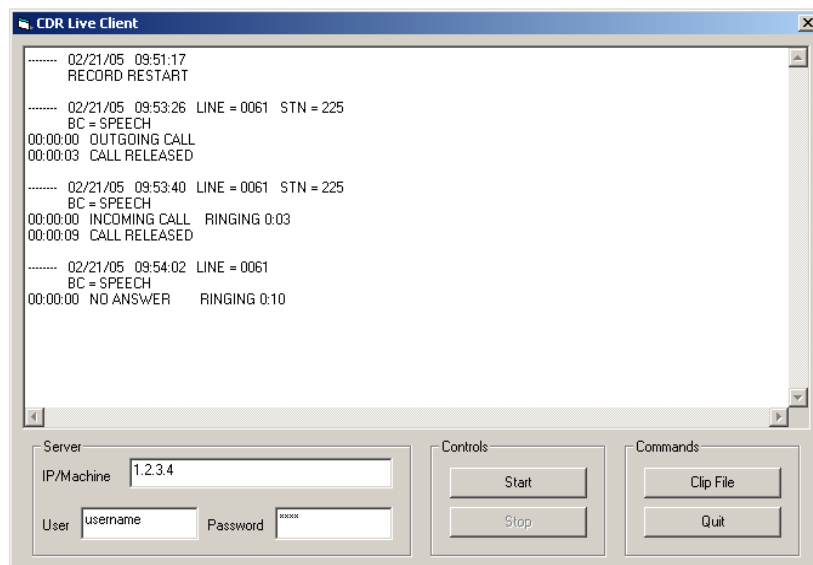 CDR Live Client
------- 02/21/05 09:51:17
RECORD RESTART
------- 02/21/05 09:53:26 LINE = 0061 STN = 225
BC = SPEECH
00:00:00 OUTGOING CALL
00:00:03 CALL RELEASED
------- 02/21/05 09:53:40 LINE = 0061 STN = 225
BC = SPEECH
00:00:00 INCOMING CALL RINGING 0:03
00:00:09 CALL RELEASED
------- 02/21/05 09:54:02 LINE = 0061
BC = SPEECH
00:00:00 NO ANSWER RINGING 0:10
Server
IP/Machine 1.2.3.4
User username Password xxxx
Controls
Start
Stop
Commands
Clip File
Quit